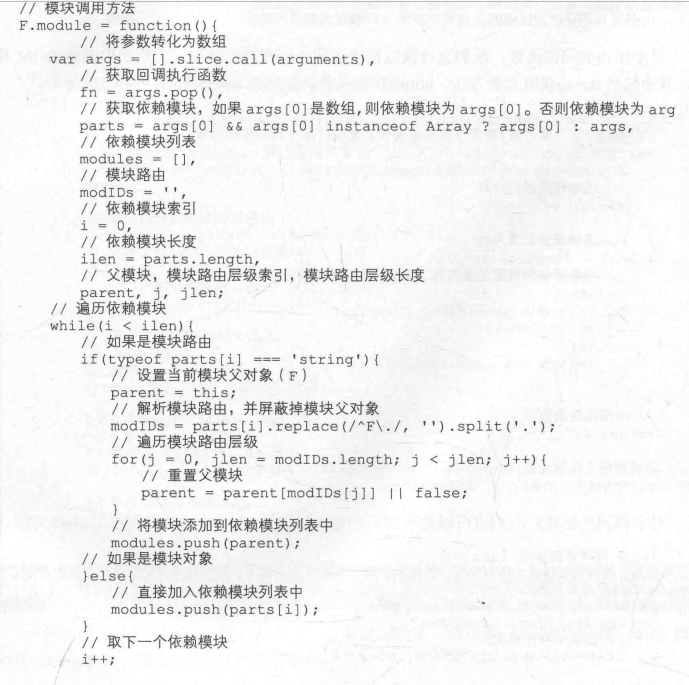 // 模块调用方法
F.module = function(){
// 将参数转化为数组
var args = [].slice.call(arguments),
// 获取回调执行函数
fn = args.pop(),
// 获取依赖模块，如果 args[0]是数组,则依赖模块为 args[0]。否则依赖模块为 arg
parts = args[0] && args[0] instanceof Array ? args[0] : args,
// 依赖模块列表
modules = [],
// 模块路由
modIDs = '',
// 依赖模块索引
i = 0,
// 依赖模块长度
ilen = parts.length,
// 父模块，模块路由层级索引，模块路由层级长度
parent, j, jlen;
// 遍历依赖模块
while(i < ilen){
// 如果是模块路由
if(typeof parts[i] === 'string'){
// 设置当前模块父对象（F）
parent = this;
// 解析模块路由，并屏蔽掉模块父对象
modIDs = parts[i].replace(/^F\./, '').split('.');
// 遍历模块路由层级
for(j = 0, jlen = modIDs.length; j < jlen; j++){
// 重置父模块
parent = parent[modIDs[j]] || false;
}
// 将模块添加到依赖模块列表中
modules.push(parent);
// 如果是模块对象
}else{
// 直接加入依赖模块列表中
modules.push(parts[i]);
}
// 取下一个依赖模块
i++;